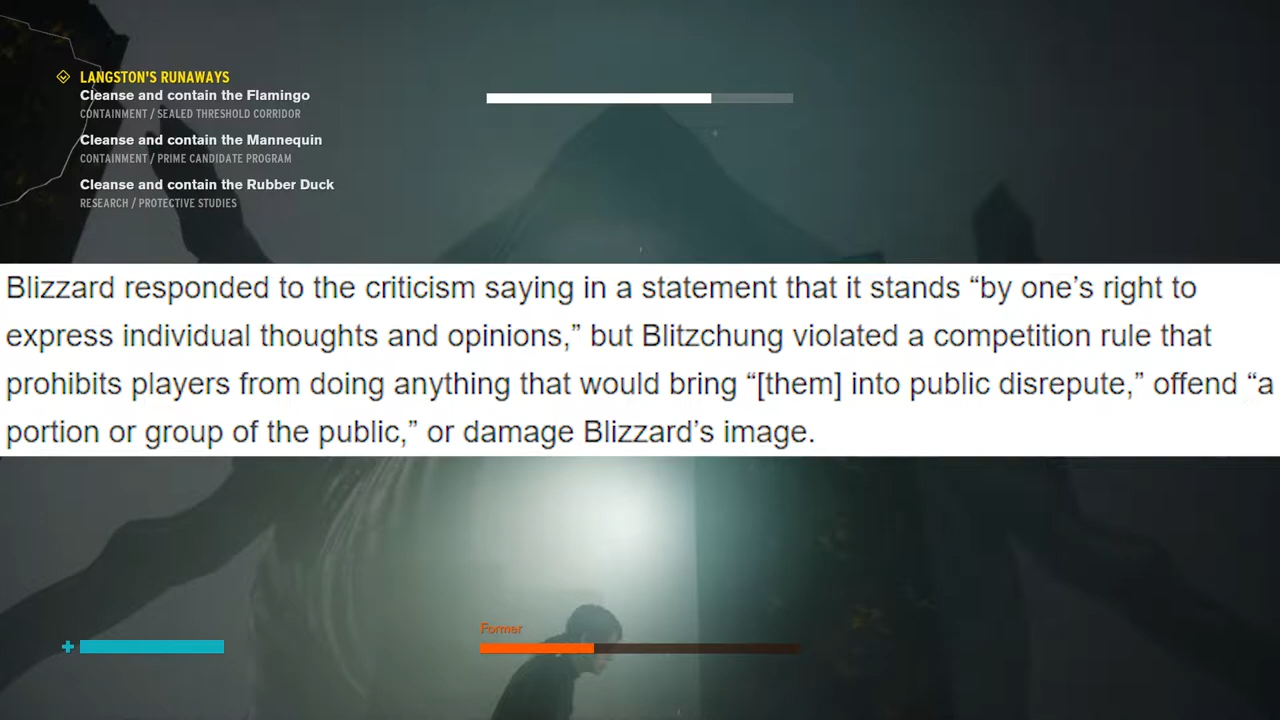 LANGSTON'S RUNAWAYS
Cleanse and contain the Flamingo
CONTAINMENT / SEALED THRESHOLD CORRIDOR
Cleanse and contain the Mannequin
CONTAINMENT / PRIME CANDIDATE PROGRAM
Cleanse and contain the Rubber Duck
RESEARCH / PROTECTIVE STUDIES
Blizzard responded to the criticism saying in a statement that it stands “by one’s right to
express individual thoughts and opinions,” but Blitzchung violated a competition rule that
prohibits players from doing anything that would bring “[them] into public disrepute,” offend “a
portion or group of the public,” or damage Blizzard’s image.
Former